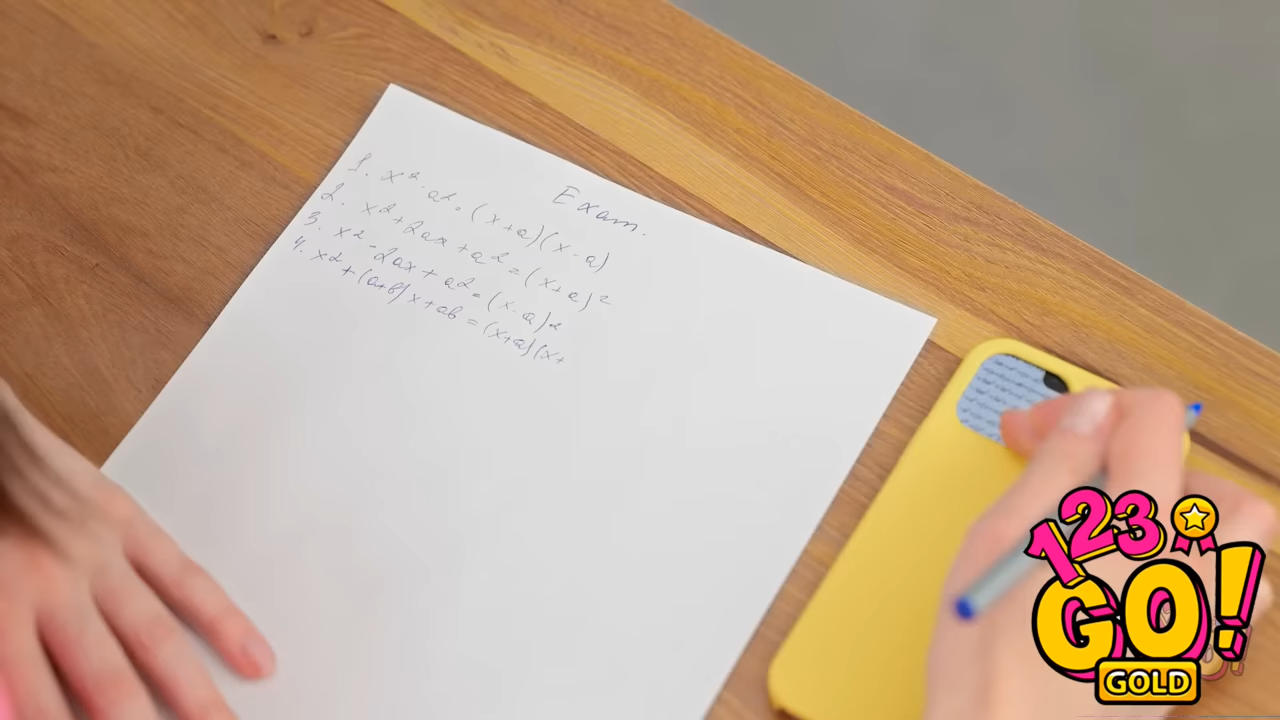 Exam.
1. x²-a² = (x+a)(x-a)
2. x²+2ax+a² = (x+a)²
3. x²-2ax+a² = (x-a)²
4. x²
+(a+b)x+ab = (x+a)(x+
123
GO!
GOLD